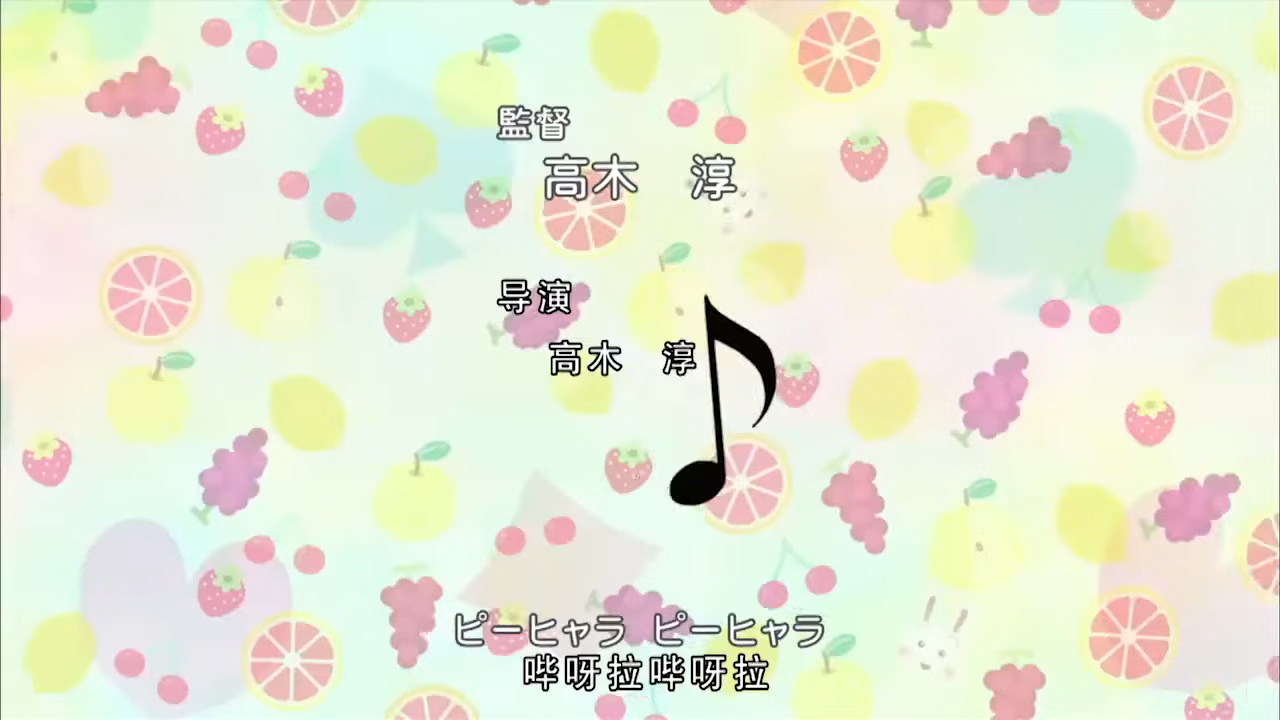 監督
高木 淳
导演
高木 淳
ピーヒャラ ピーヒャラ
哔呀拉哔呀拉